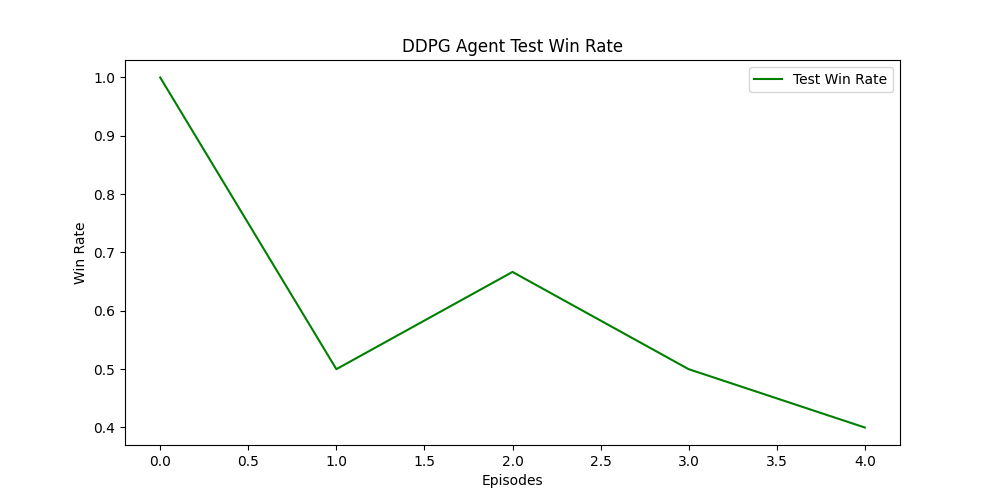 DDPG Agent Test Win Rate
Test Win Rate
Win Rate
1.0
0.9
0.8
0.7
0.6
0.5
0.4
0.0 0.5 1.0 1.5 2.0 2.5 3.0 3.5 4.0
Episodes